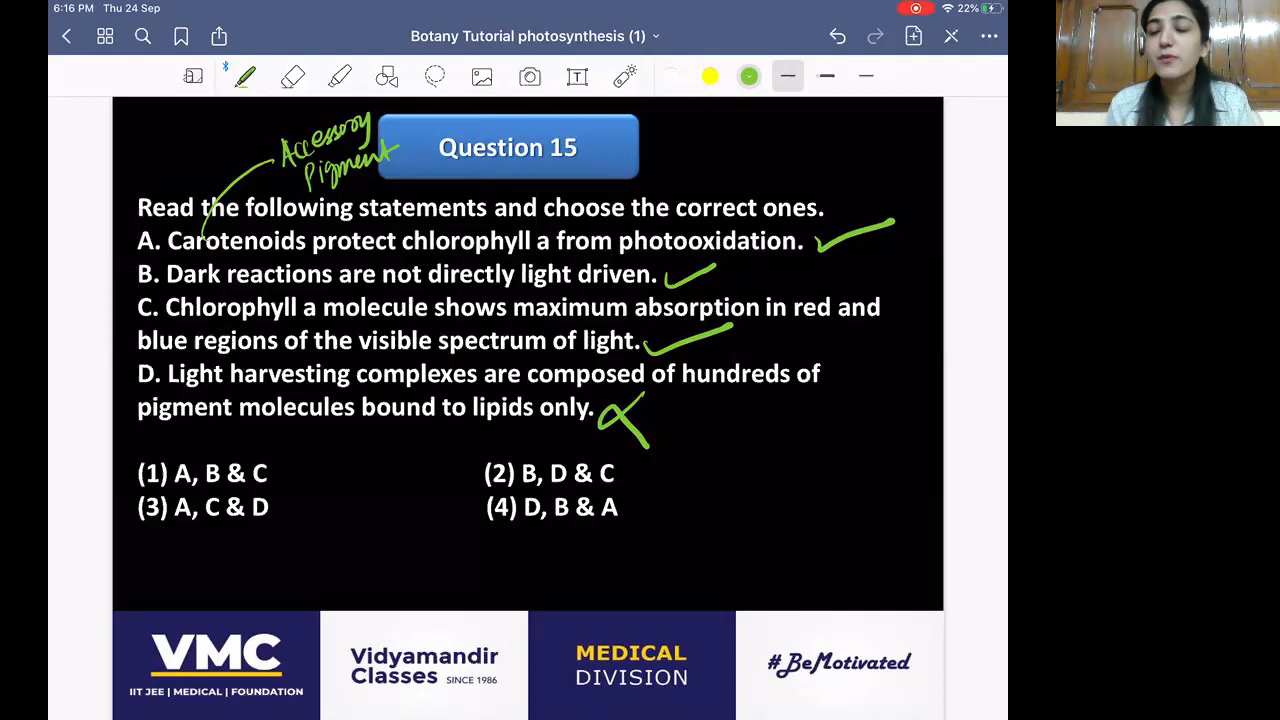 6:16 PM Thu 24 Sep
22%
Botany Tutorial photosynthesis (1)
T
Accessory
Pigment
Question 15
Read the following statements and choose the correct ones.
A. Carotenoids protect chlorophyll a from photooxidation.
B. Dark reactions are not directly light driven.
C. Chlorophyll a molecule shows maximum absorption in red and
blue regions of the visible spectrum of light.
D. Light harvesting complexes are composed of hundreds of
pigment molecules bound to lipids only.
(1) A, B & C (2) B, D & C
(3) A, C & D (4) D, B & A
VMC
IIT JEE | MEDICAL | FOUNDATION
Vidyamandir
Classes SINCE 1986
MEDICAL
DIVISION
#BeMotivated